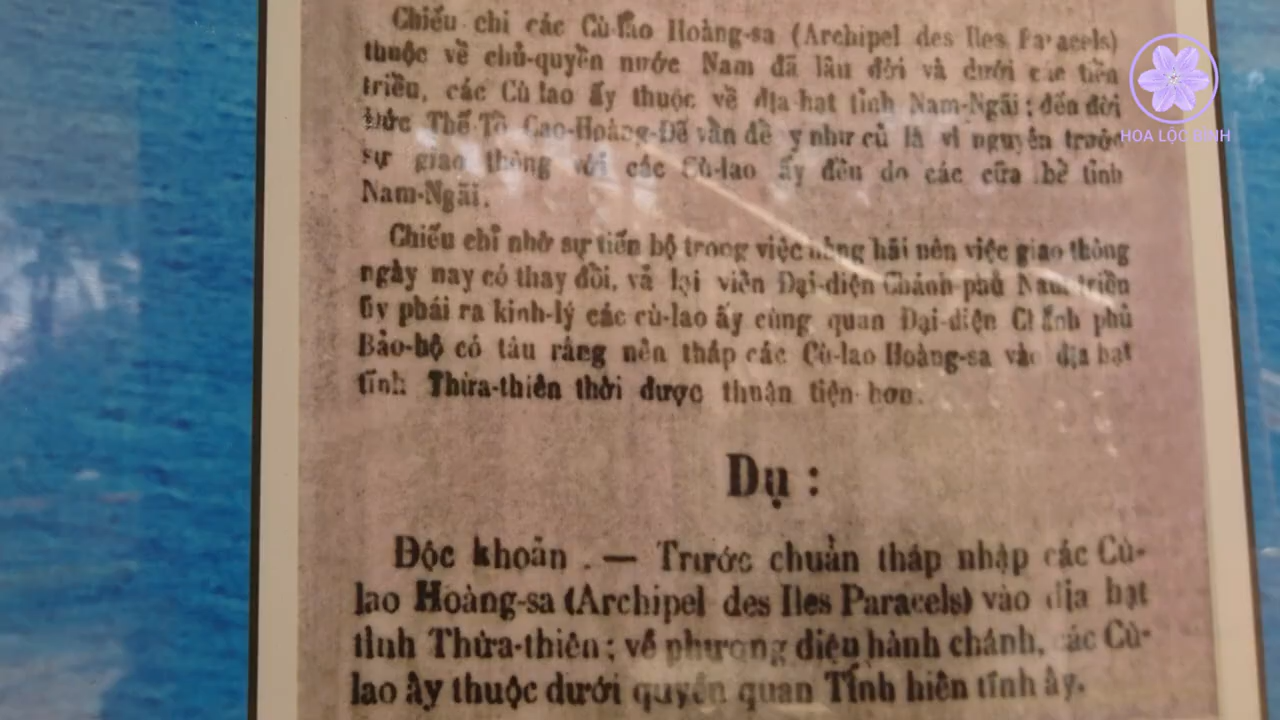 Chiếu chỉ các Cù-lao Hoàng-sa (Archipel des Iles Paracels)
thuộc về chủ-quyền nước Nam đã lâu đời và dưới các tiền
triều, các Cù lao ấy thuộc về địa-hạt tỉnh Nam-Ngãi; đến đời
Đức Thế Tổ Cao-Hoàng-Đế vẫn để y như cũ là vì nguyên trước
sự giao thông với các Cù-lao ấy đều do các cửa bể tỉnh
Nam-Ngãi.
Chiếu chỉ nhờ sự tiến bộ trong việc hàng hải nên việc giao thông
ngày nay có thay đổi, vả lại viên Đại-diện Chánh-phủ Nam-triều
ủy phái ra kinh-lý các cù-lao ấy cùng quan Đại-diện Chánh phủ
Bảo-hộ có tâu rằng nên tháp các Cù-lao Hoàng-sa vào địa hạt
tỉnh Thừa-thiên thời được thuận tiện hơn.
Dụ :
Độc khoản . — Trước chuẩn tháp nhập các Cù-
lao Hoàng-sa (Archipel des Iles Paracels) vào địa hạt
tỉnh Thừa-thiên; về phương diện hành chánh, các Cù-
lao ấy thuộc dưới quyền quan Tỉnh hiến tỉnh ấy.
HOA LỘC ĐỈNH